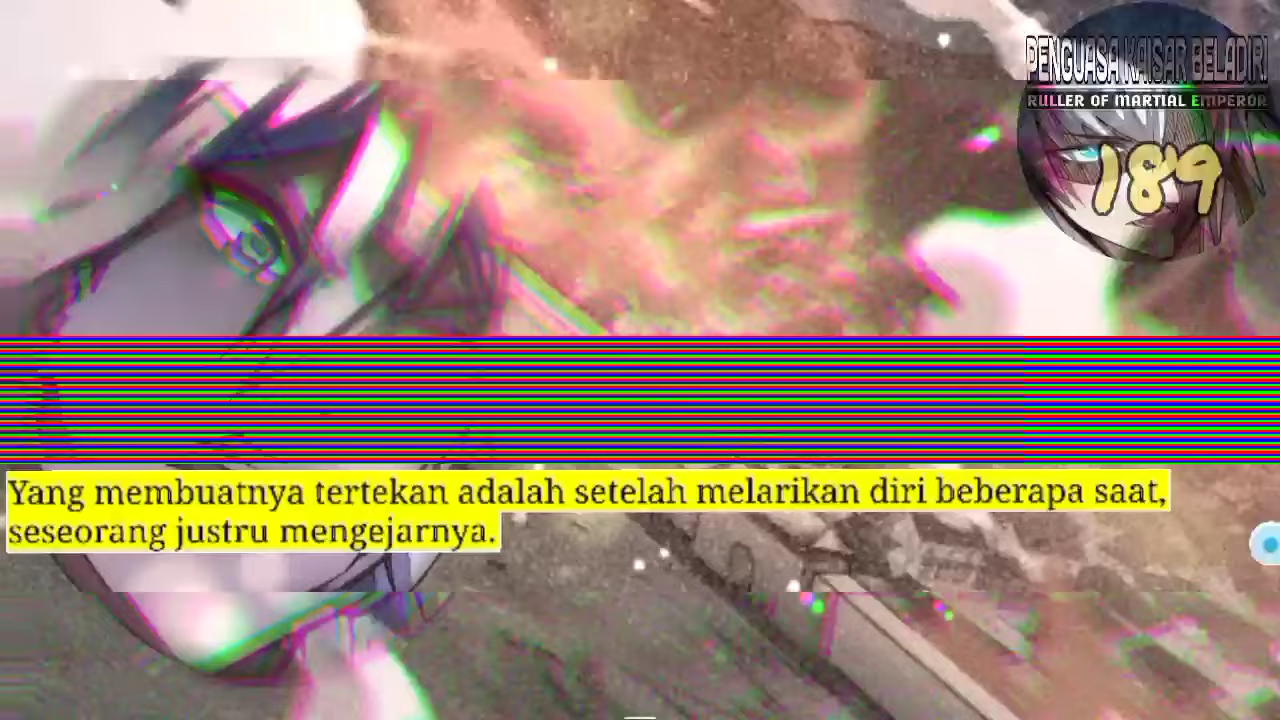 PENGUASA KAISAR BELADIRI
RULLER OF MARTIAL EMPEROR
189
Yang membuatnya tertekan adalah setelah melarikan diri beberapa saat,
seseorang justru mengejarnya.